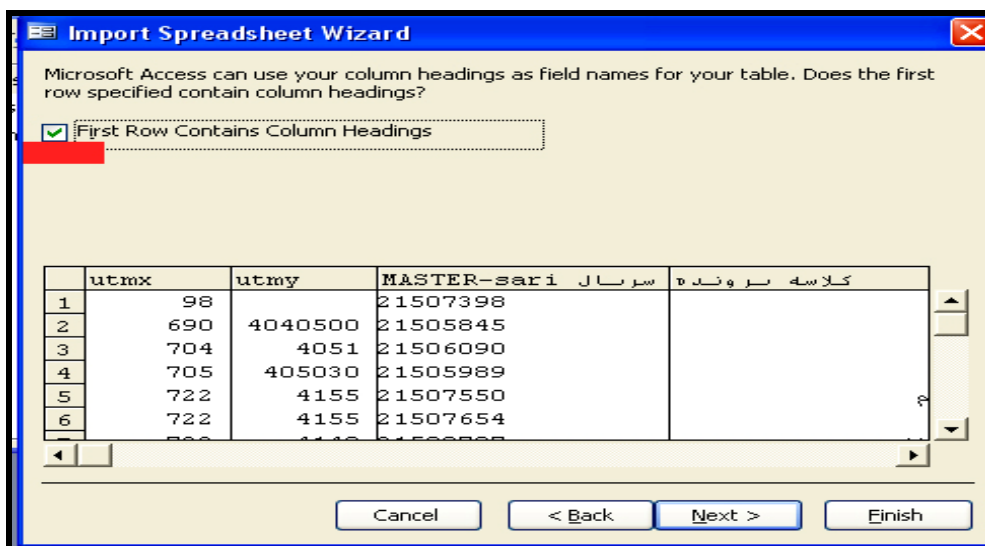 Import Spreadsheet Wizard
Microsoft Access can use your column headings as field names for your table. Does the first
row specified contain column headings?
First Row Contains Column Headings
utmx utmy MASTER-sari سريال كلاسه پرونده
1 98 21507398
2 690 4040500 21505845
3 704 4051 21506090
4 705 405030 21505989
5 722 4155 21507550 م
6 722 4155 21507654
Cancel < Back Next > Finish